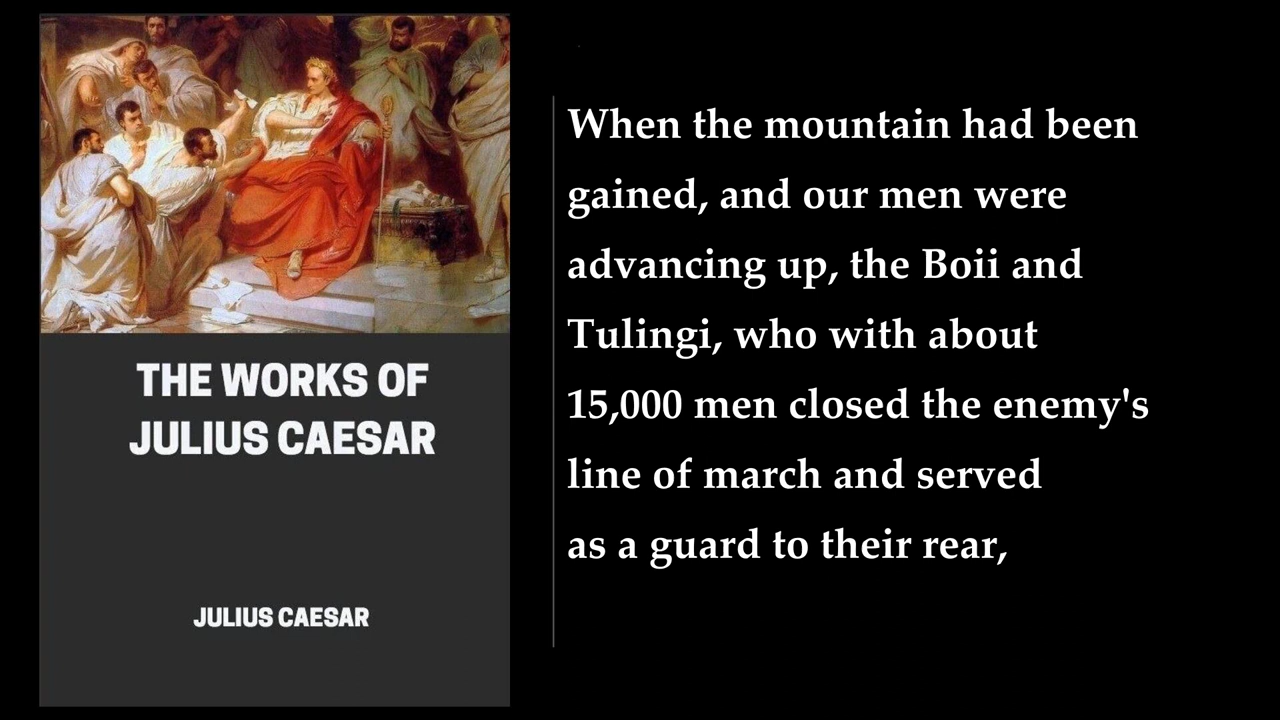 THE WORKS OF
JULIUS CAESAR
JULIUS CAESAR
When the mountain had been
gained, and our men were
advancing up, the Boii and
Tulingi, who with about
15,000 men closed the enemy's
line of march and served
as a guard to their rear,